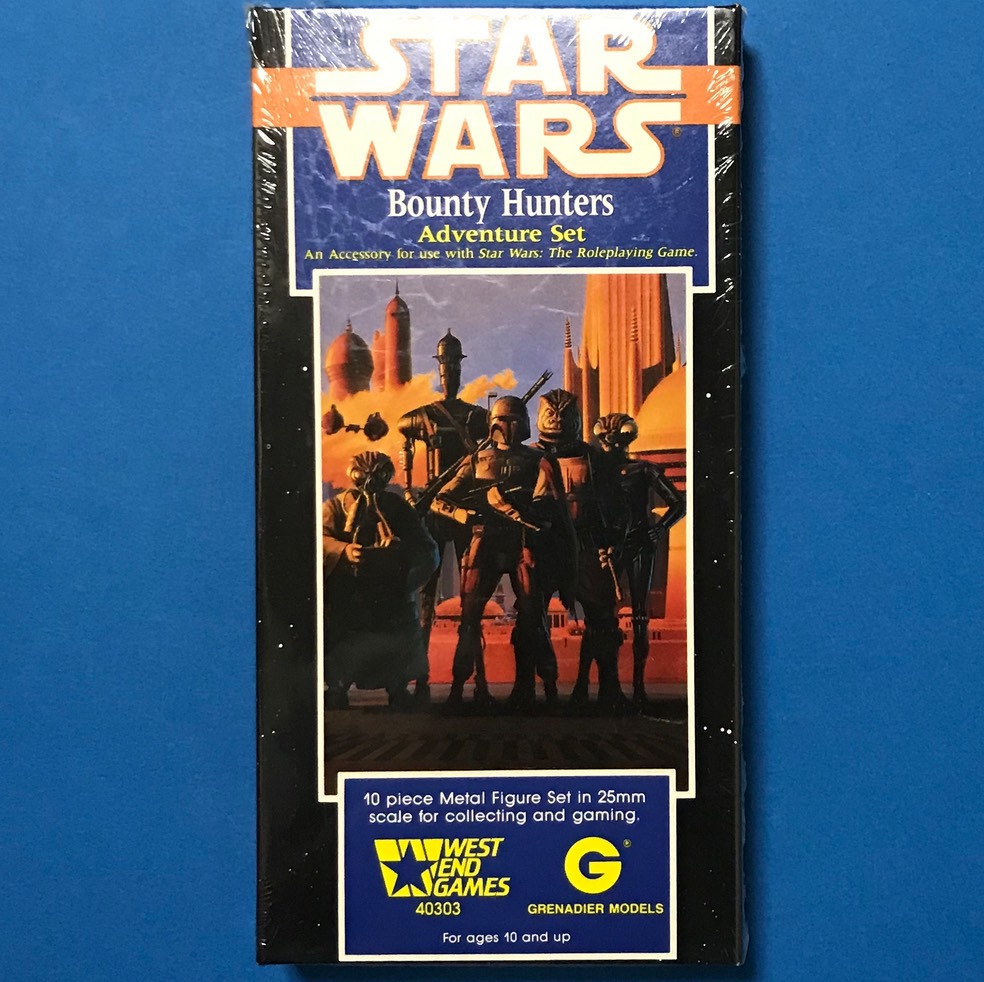 STAR
WARS®
Bounty Hunters
Adventure Set
An Accessory for use with Star Wars: The Roleplaying Game.
10 piece Metal Figure Set in 25mm
scale for collecting and gaming.
WEST
END
GAMES
40303
G®
GRENADIER MODELS
For ages 10 and up